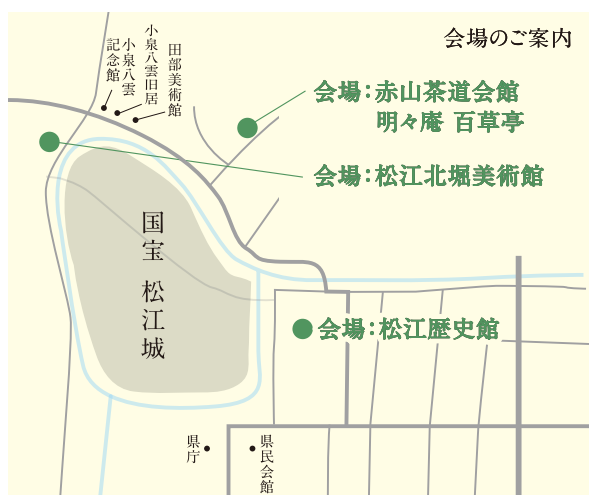 会場のご案内
小泉八雲
記念館
小泉八雲旧居
田部美術館
会場：赤山茶道会館
明々庵 百草亭
会場：松江北堀美術館
国宝 松江城
会場：松江歴史館
県庁
県民会館